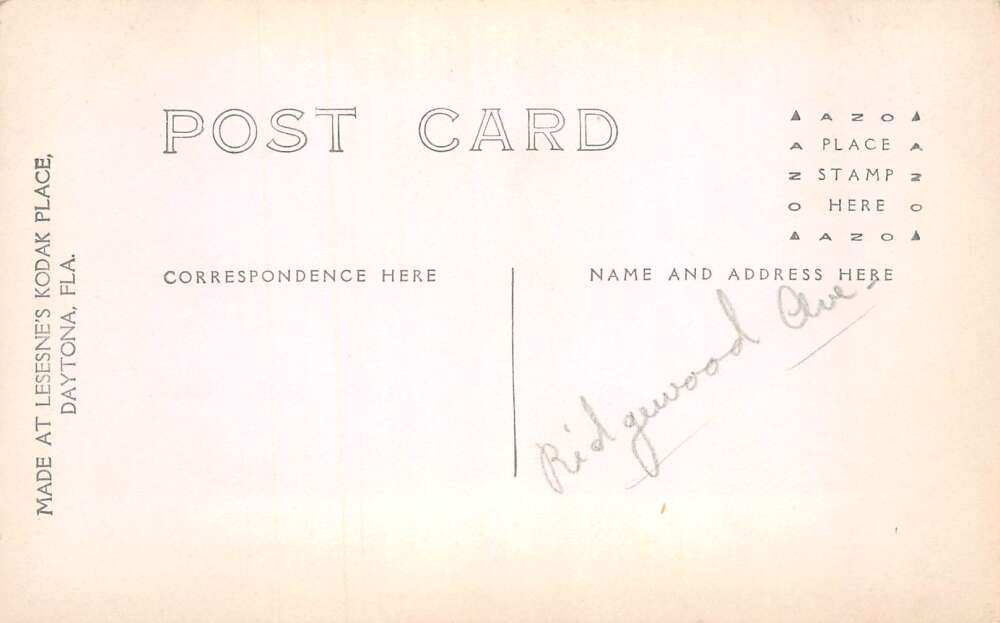 MADE AT LESESNE'S KODAK PLACE,
DAYTONA, FLA.
POST CARD
AZO
A PLACE A
Z STAMP Z
O HERE O
AZO
CORRESPONDENCE HERE
NAME AND ADDRESS HERE
Ridgewood Ave.